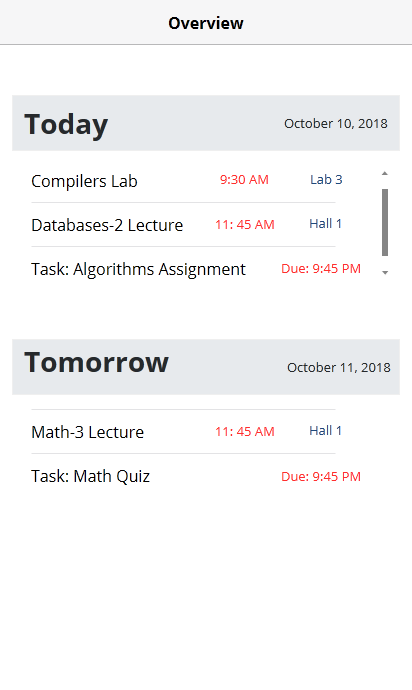 Overview
Today October 10, 2018
Compilers Lab 9:30 AM Lab 3
Databases-2 Lecture 11: 45 AM Hall 1
Task: Algorithms Assignment Due: 9:45 PM
Tomorrow October 11, 2018
Math-3 Lecture 11: 45 AM Hall 1
Task: Math Quiz Due: 9:45 PM